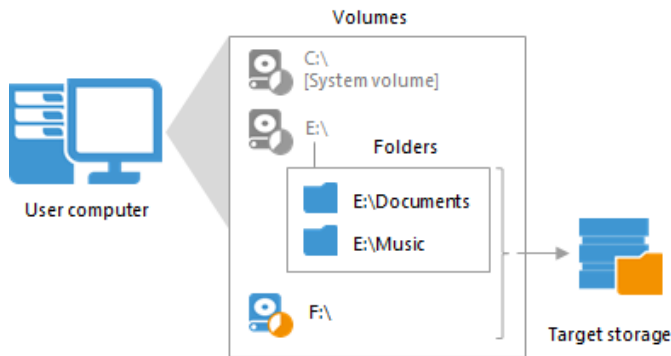 Volumes
C:\
[System volume]
E:\
Folders
E:\Documents
E:\Music
User computer
F:\
Target storage